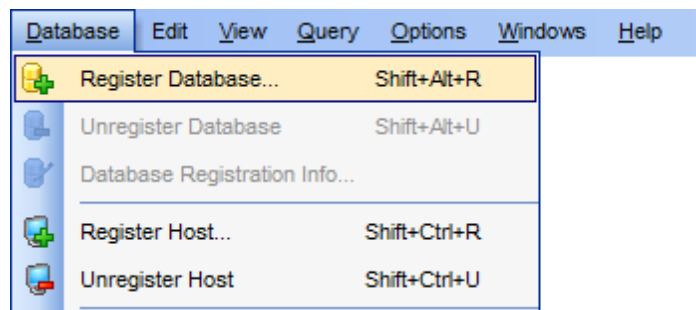 Database Edit View Query Options Windows Help
Register Database... Shift+Alt+R
Unregister Database Shift+Alt+U
Database Registration Info...
Register Host... Shift+Ctrl+R
Unregister Host Shift+Ctrl+U